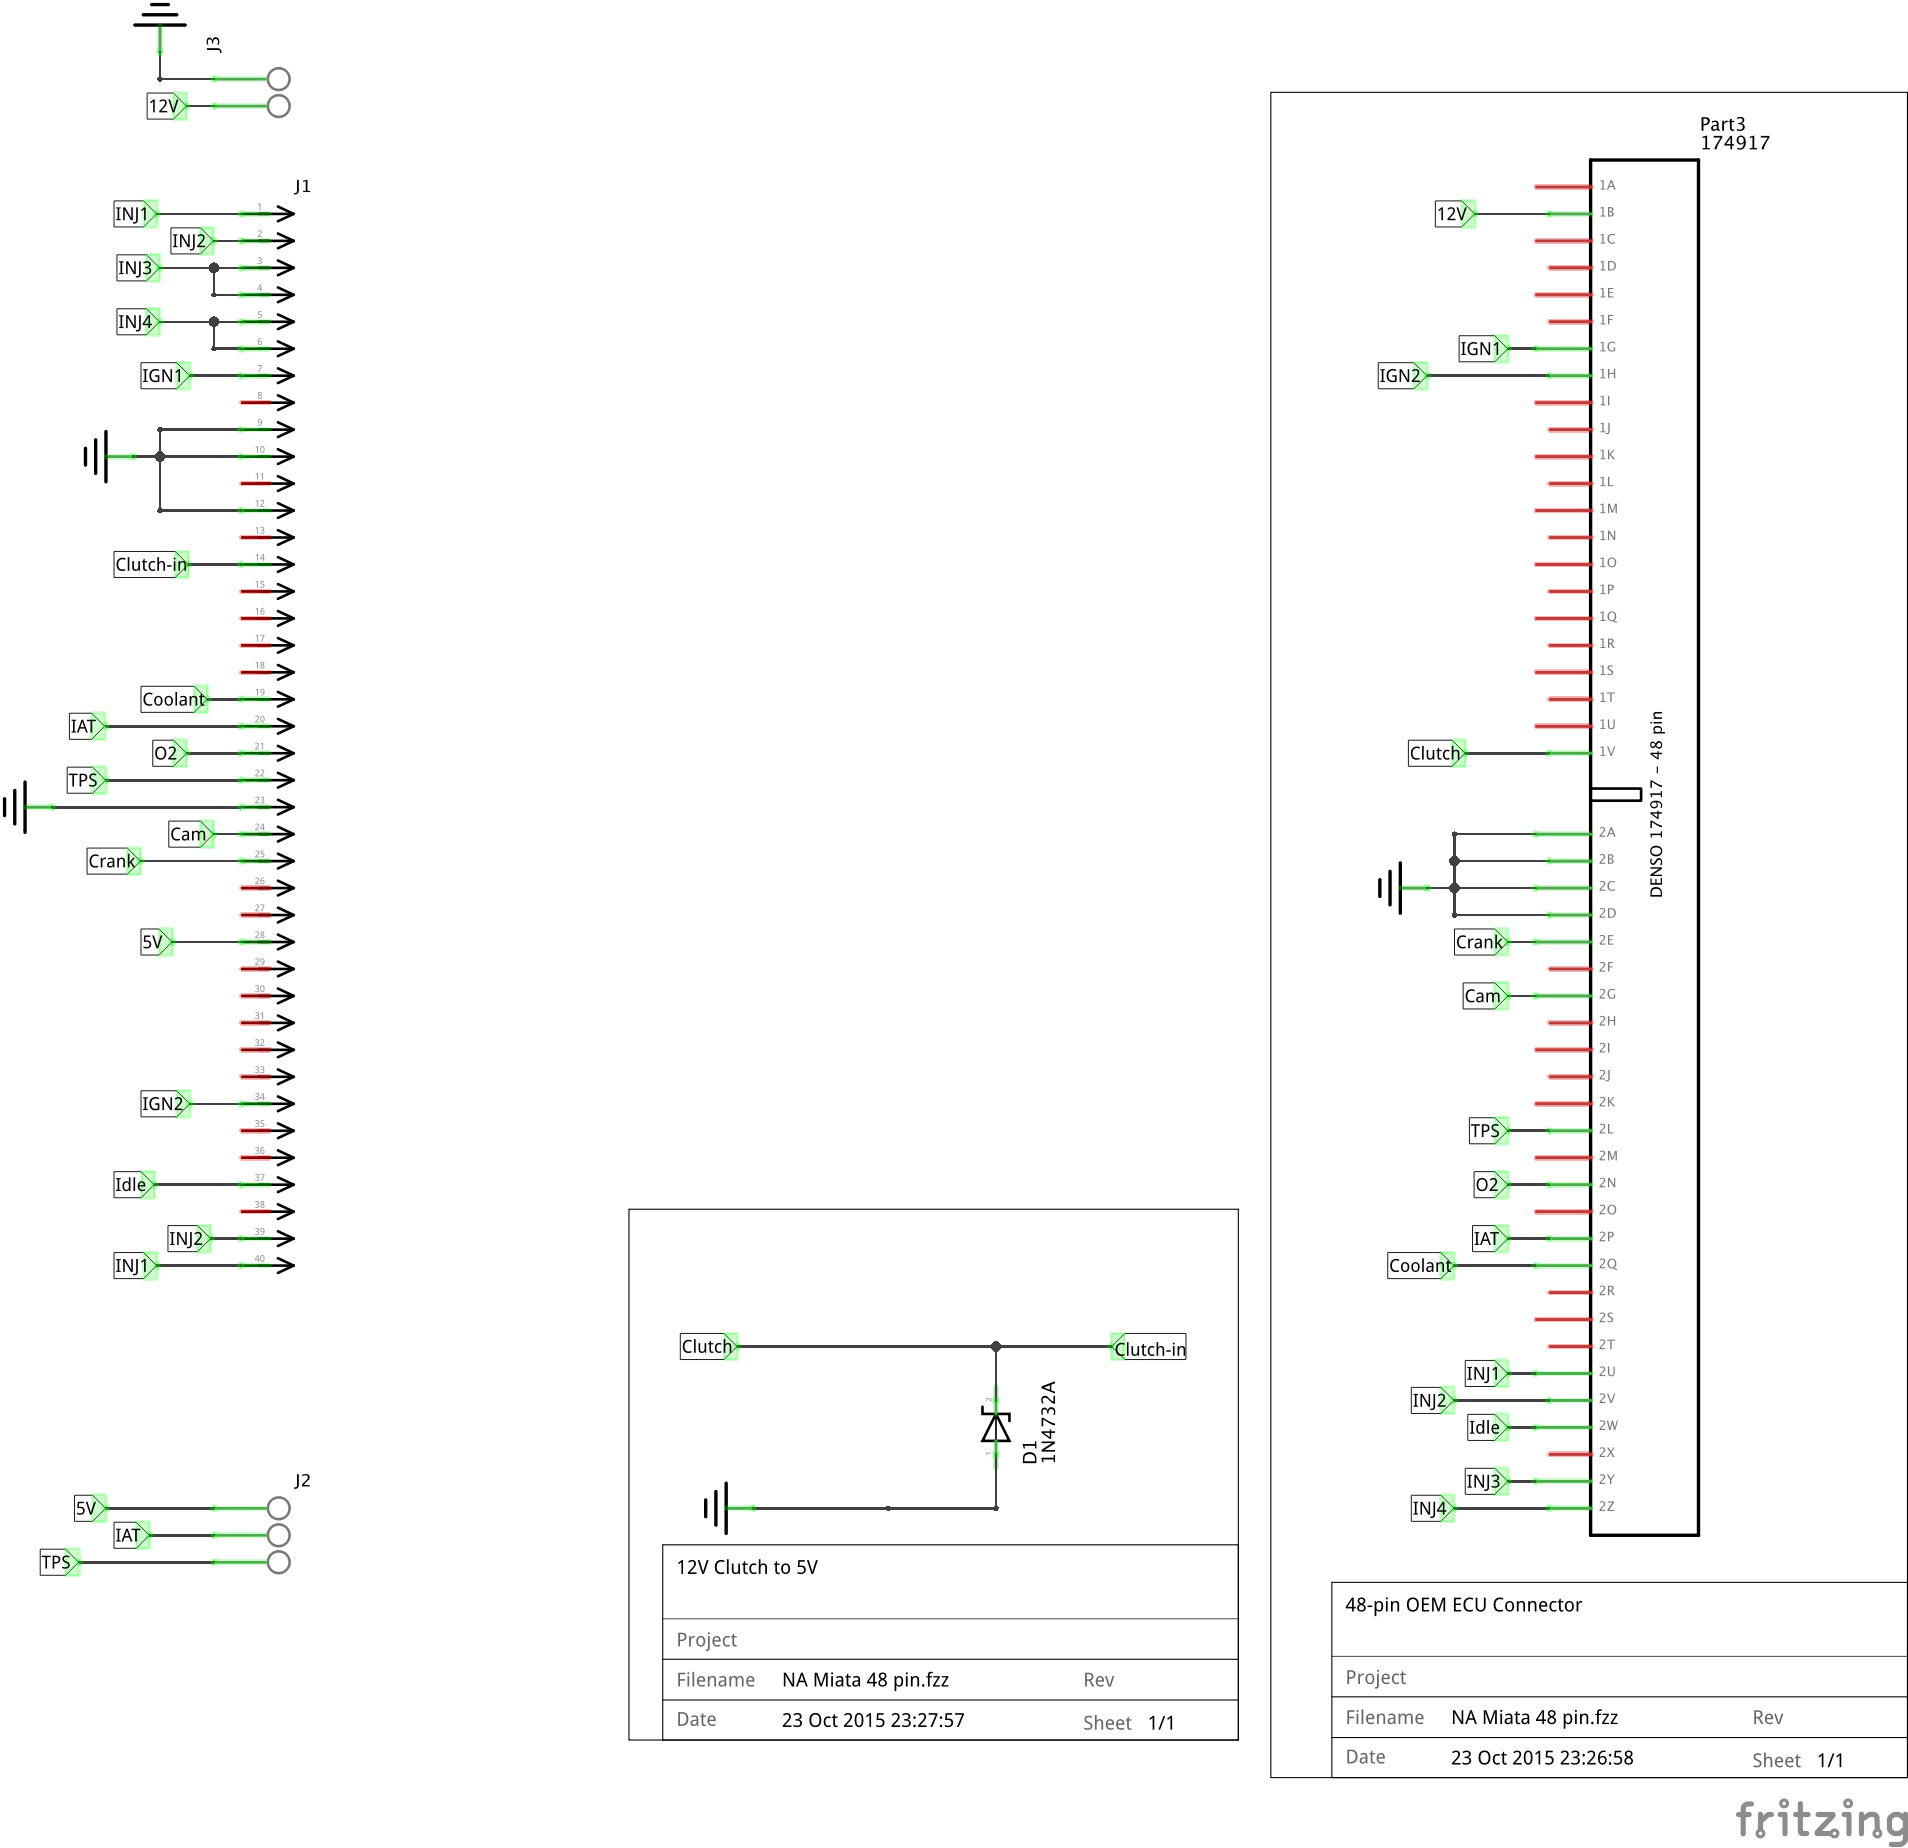 J3
12V
J1
INJ1 1
INJ2 2
INJ3 3
4
INJ4 5
6
IGN1 7
8
9
10
11
12
13
Clutch-in 14
15
16
17
18
Coolant 19
IAT 20
O2 21
TPS 22
23
Cam 24
Crank 25
26
27
5V 28
29
30
31
32
33
IGN2 34
35
36
Idle 37
38
INJ2 39
INJ1 40
J2
5V
IAT
TPS
Clutch
Clutch-in
2
1
D1
1N4732A
12V Clutch to 5V
Project
Filename NA Miata 48 pin.fzz Rev
Date 23 Oct 2015 23:27:57 Sheet 1/1
Part3
174917
1A
12V 1B
1C
1D
1E
1F
IGN1 1G
IGN2 1H
1I
1J
1K
1L
1M
1N
1O
1P
1Q
1R
1S
1T
1U
Clutch 1V
DENSO 174917 - 48 pin
2A
2B
2C
2D
Crank 2E
2F
Cam 2G
2H
2I
2J
2K
TPS 2L
2M
O2 2N
2O
IAT 2P
Coolant 2Q
2R
2S
2T
INJ1 2U
INJ2 2V
Idle 2W
2X
INJ3 2Y
INJ4 2Z
48-pin OEM ECU Connector
Project
Filename NA Miata 48 pin.fzz Rev
Date 23 Oct 2015 23:26:58 Sheet 1/1
fritzing